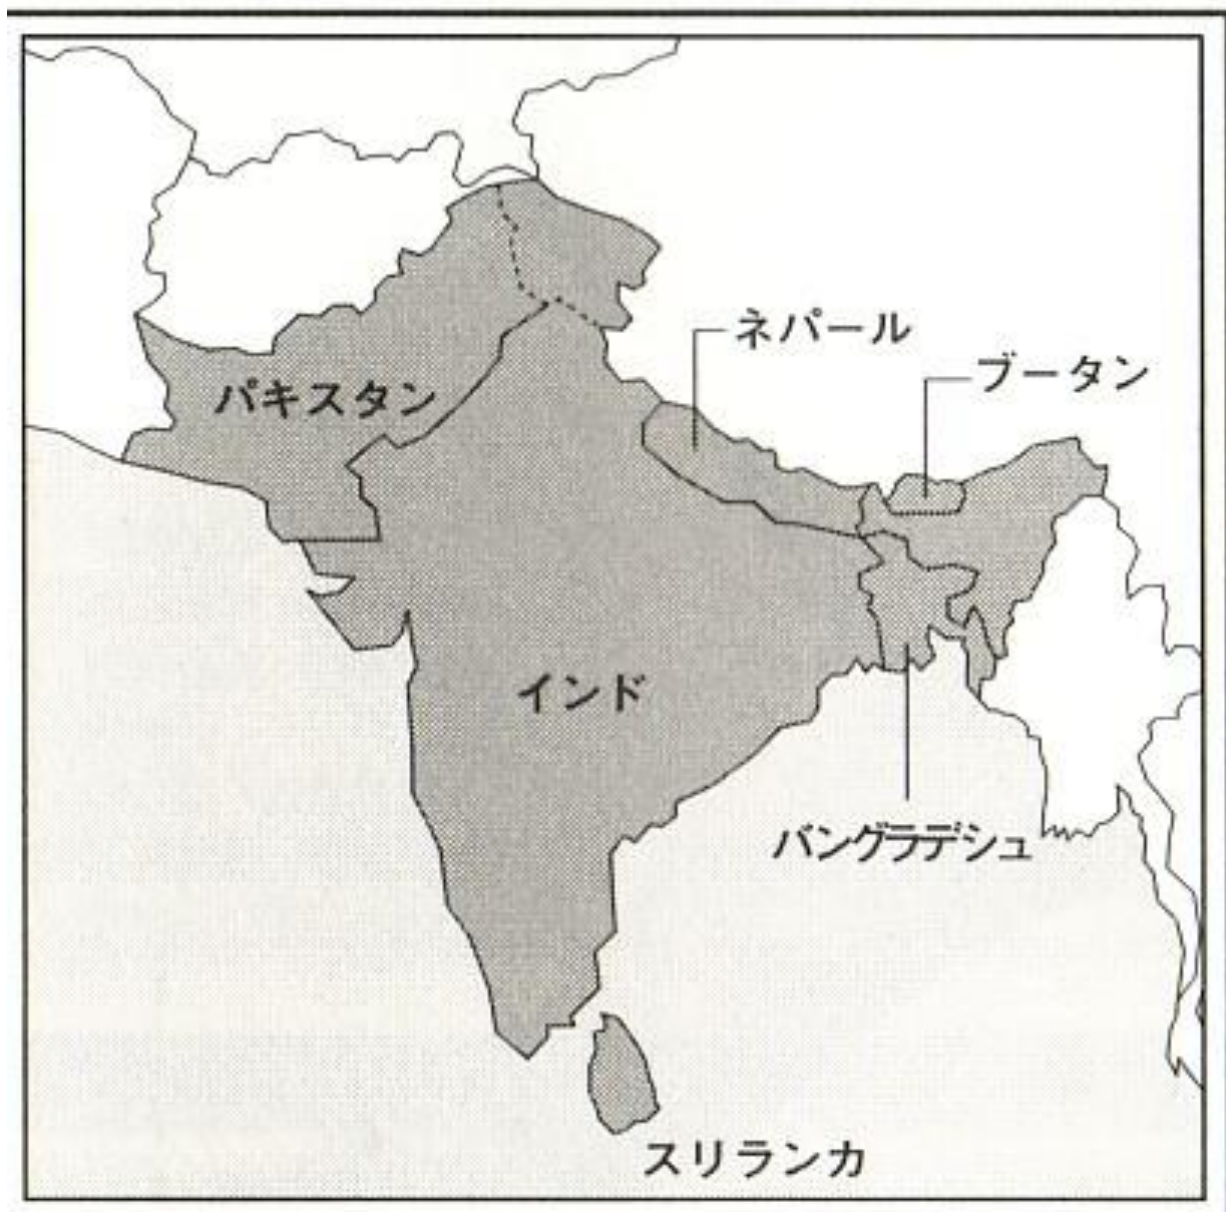 ネパール
ブータン
パキスタン
インド
バングラデシュ
スリランカ